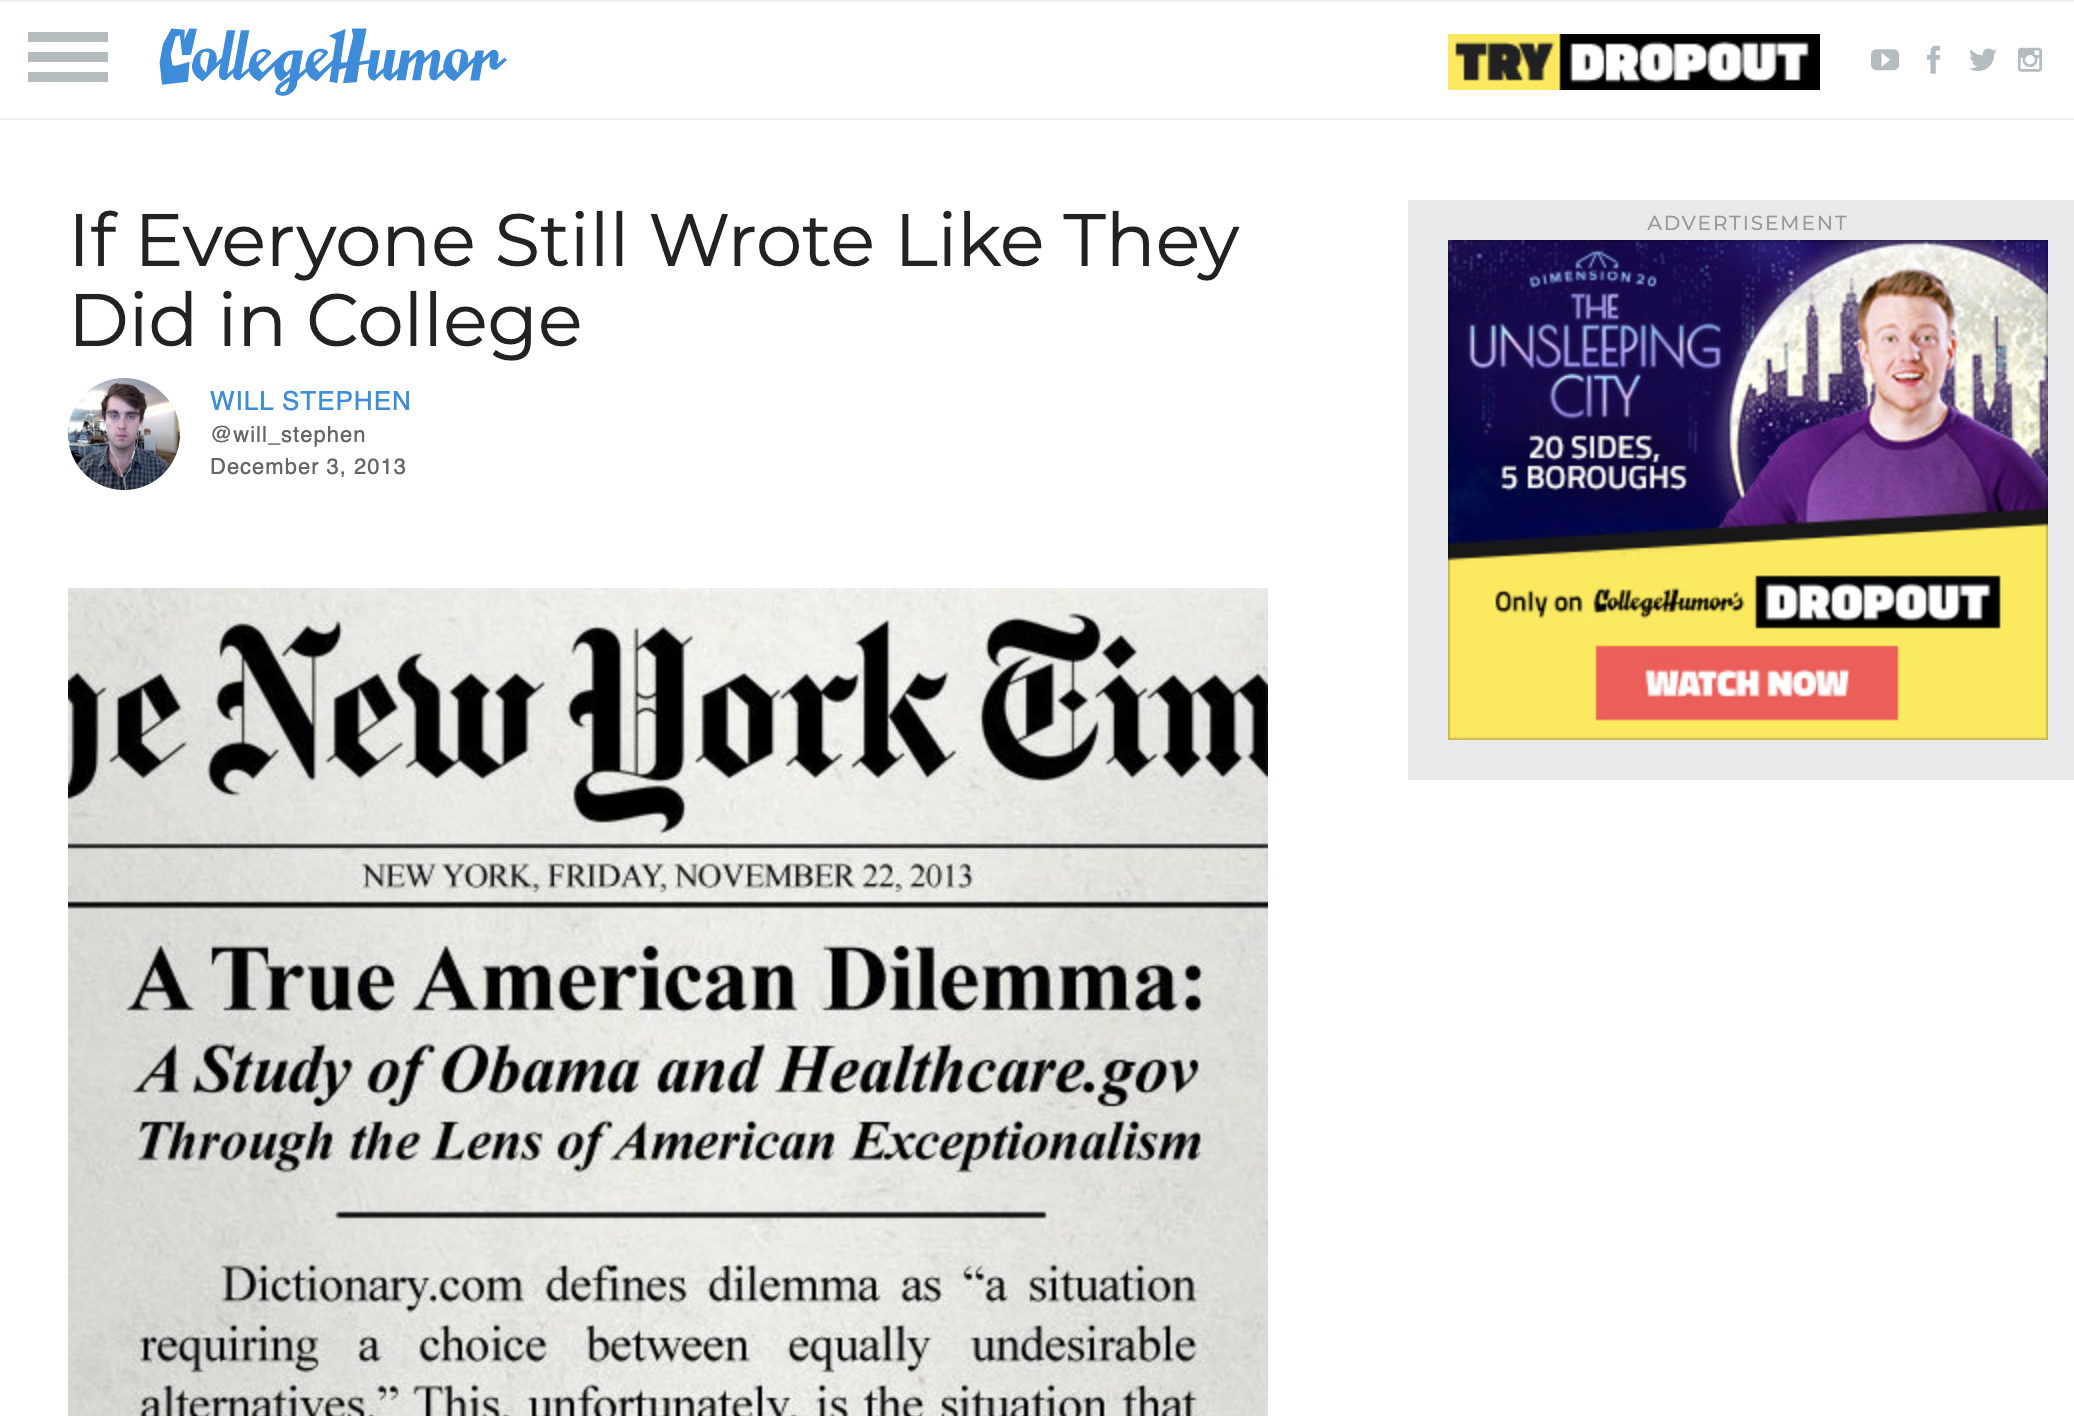 CollegeHumor
TRY DROPOUT
If Everyone Still Wrote Like They
Did in College
WILL STEPHEN
@will_stephen
December 3, 2013
ge New York Tim
NEW YORK, FRIDAY, NOVEMBER 22, 2013
A True American Dilemma:
A Study of Obama and Healthcare.gov
Through the Lens of American Exceptionalism
Dictionary.com defines dilemma as “a situation
requiring a choice between equally undesirable
alternatives.” This, unfortunately, is the situation that
ADVERTISEMENT
DIMENSION 20
THE
UNSLEEPING
CITY
20 SIDES,
5 BOROUGHS
Only on CollegeHumor's DROPOUT
WATCH NOW